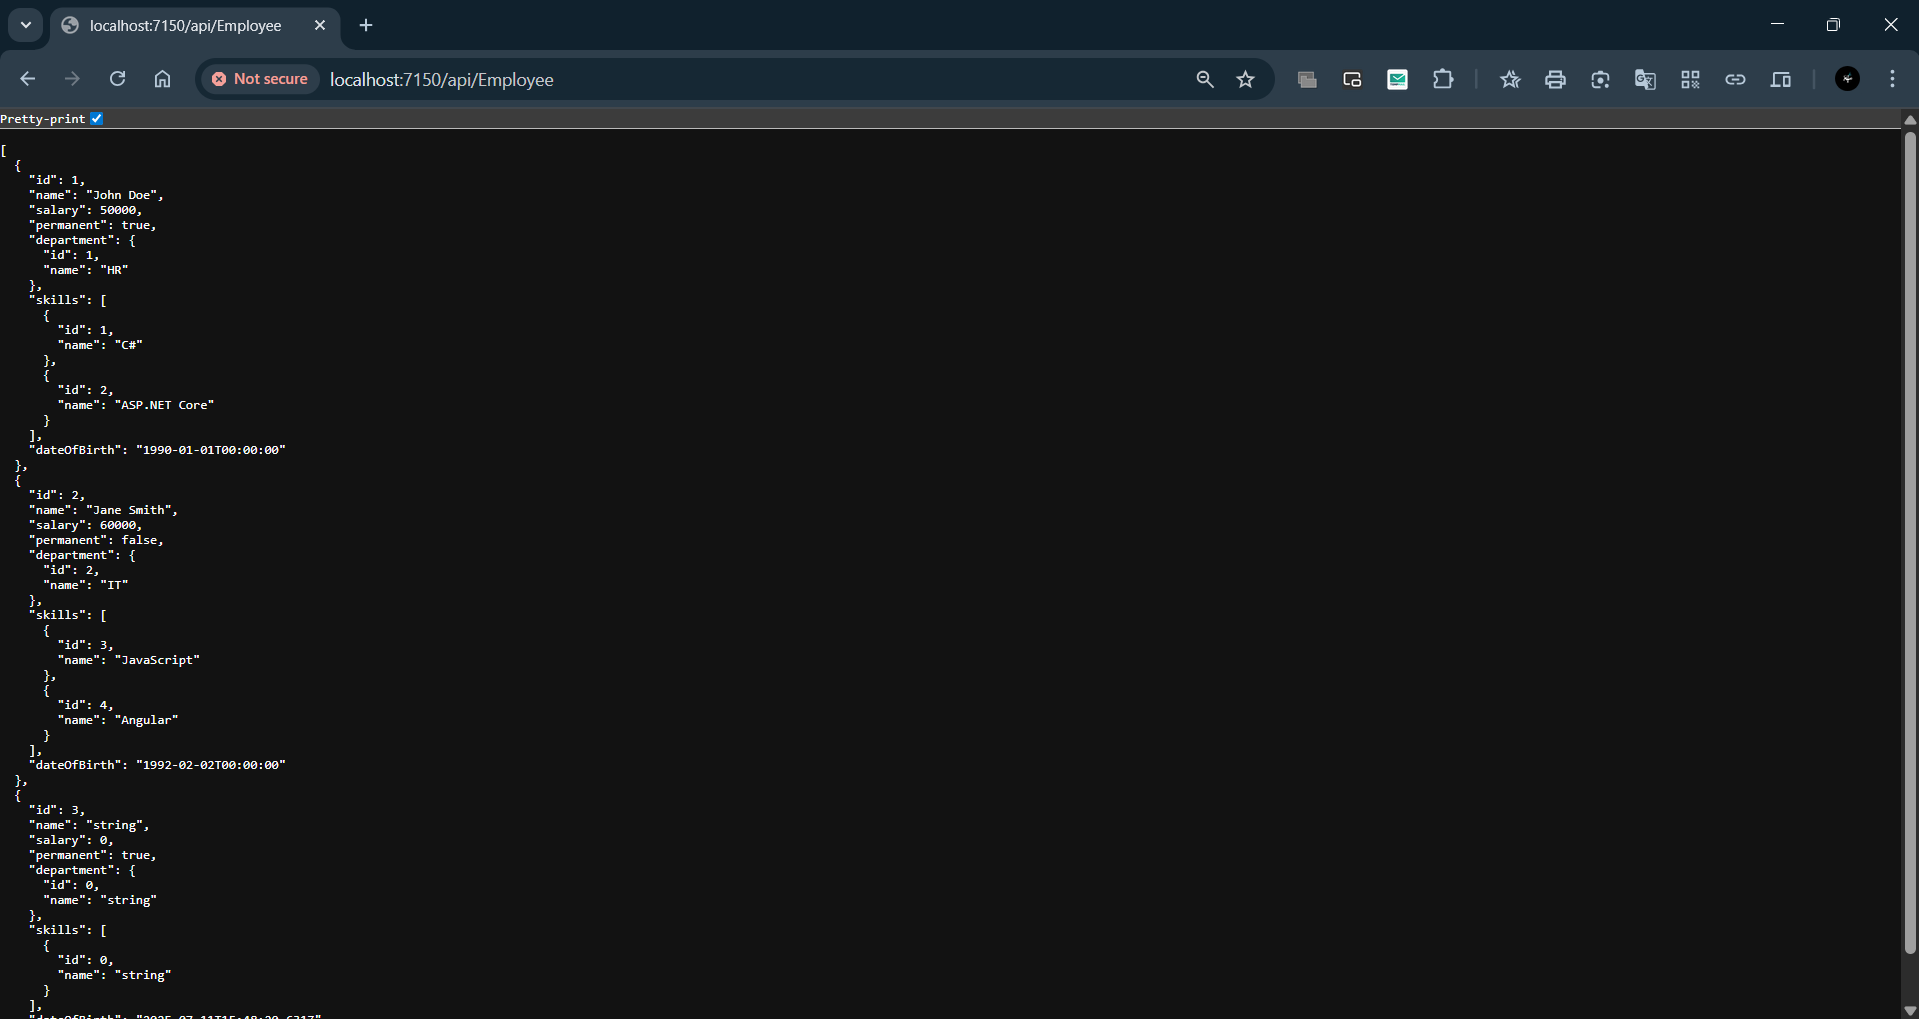 localhost:7150/api/Employee
Not secure
localhost:7150/api/Employee
Pretty-print
[
  {
    "id": 1,
    "name": "John Doe",
    "salary": 50000,
    "permanent": true,
    "department": {
      "id": 1,
      "name": "HR"
    },
    "skills": [
      {
        "id": 1,
        "name": "C#"
      },
      {
        "id": 2,
        "name": "ASP.NET Core"
      }
    ],
    "dateOfBirth": "1990-01-01T00:00:00"
  },
  {
    "id": 2,
    "name": "Jane Smith",
    "salary": 60000,
    "permanent": false,
    "department": {
      "id": 2,
      "name": "IT"
    },
    "skills": [
      {
        "id": 3,
        "name": "JavaScript"
      },
      {
        "id": 4,
        "name": "Angular"
      }
    ],
    "dateOfBirth": "1992-02-02T00:00:00"
  },
  {
    "id": 3,
    "name": "string",
    "salary": 0,
    "permanent": true,
    "department": {
      "id": 0,
      "name": "string"
    },
    "skills": [
      {
        "id": 0,
        "name": "string"
      }
    ],
    "dateOfBirth":